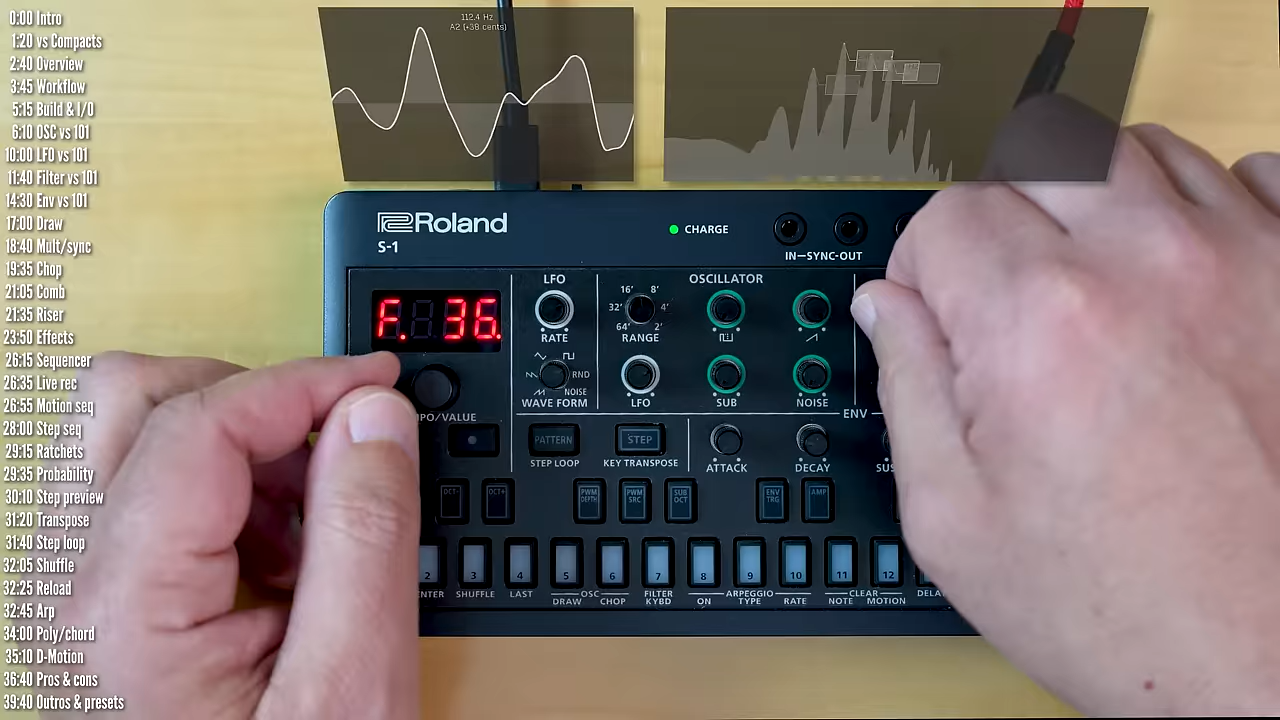 0:00 Intro
1:20 vs Compacts
2:40 Overview
3:45 Workflow
5:15 Build & I/O
6:10 OSC vs 101
10:00 LFO vs 101
11:40 Filter vs 101
14:30 Env vs 101
17:00 Draw
18:40 Mult/sync
19:35 Chop
21:05 Comb
21:35 Riser
23:50 Effects
26:15 Sequencer
26:35 Live rec
26:55 Motion seq
28:00 Step seq
29:15 Ratchets
29:35 Probability
30:10 Step preview
31:20 Transpose
31:40 Step loop
32:05 Shuffle
32:25 Reload
32:45 Arp
34:00 Poly/chord
35:10 D-Motion
36:40 Pros & cons
39:40 Outros & presets
112.4 Hz
A2 (+38 cents)
Roland
S-1
CHARGE
IN—SYNC-OUT
F. 36.
LFO
RATE
WAVE FORM
RND
NOISE
OSCILLATOR
16' 8'
32' 4'
64' 2'
RANGE
LFO
SUB
NOISE
ENV
PO/VALUE
PATTERN
STEP LOOP
STEP
KEY TRANSPOSE
ATTACK
DECAY
SUS
OCT-
OCT+
PWM DEPTH
PWM SRC
SUB OCT
ENV TRG
AMP
2 3 4 5 6 7 8 9 10 11 12
ENTER SHUFFLE LAST
OSC
DRAW CHOP
FILTER
KYBD
ARPEGGIO
ON TYPE RATE
CLEAR
NOTE MOTION
DELA